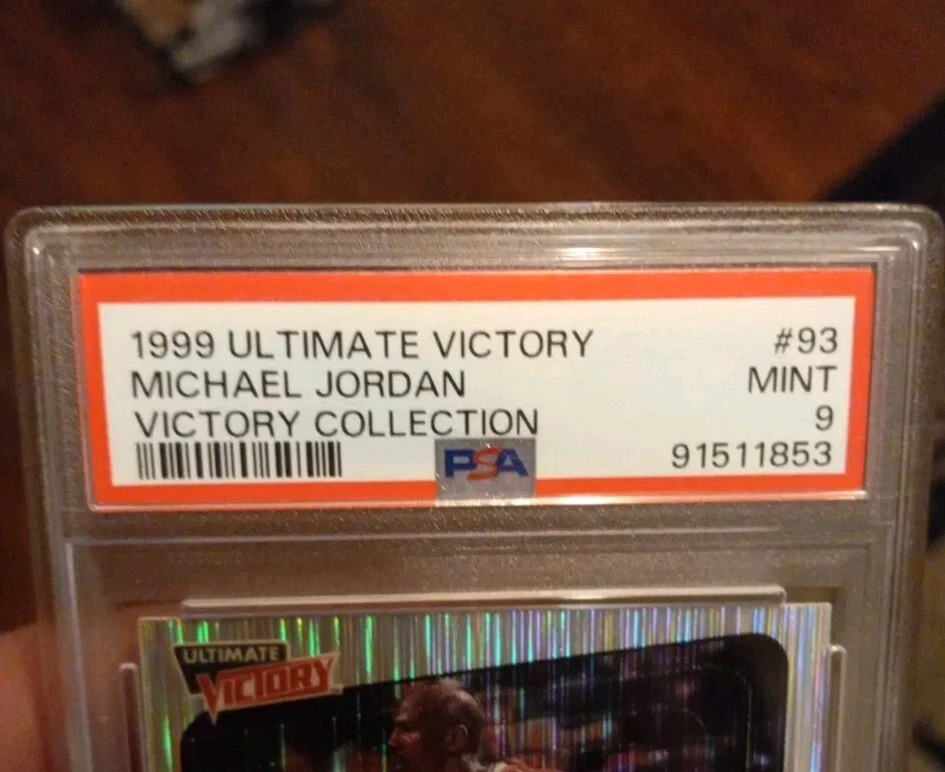 1999 ULTIMATE VICTORY #93
MICHAEL JORDAN MINT
VICTORY COLLECTION 9
PSA 91511853
ULTIMATE
VICTORY